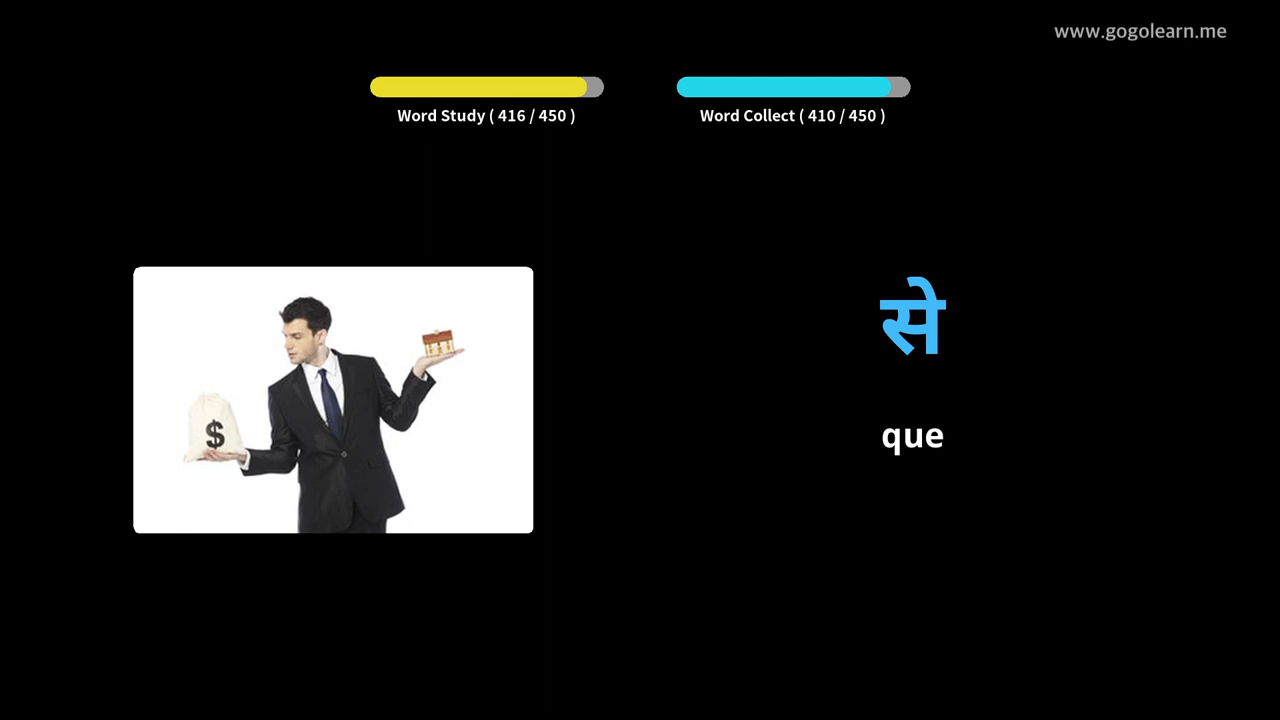 www.gogolearn.me
Word Study ( 416 / 450 )
Word Collect ( 410 / 450 )
$
से
que